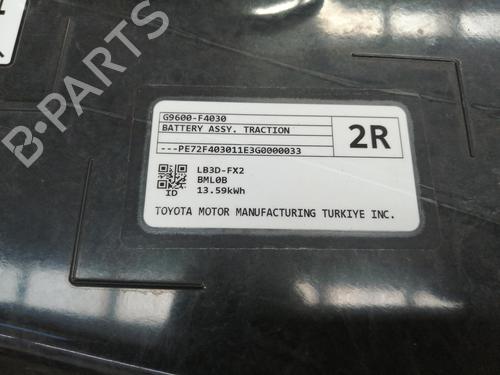 G9600-F4030
BATTERY ASSY. TRACTION
---PE72F403011E3G0000033
2R
LB3D-FX2
BML0B
ID
13.59kWh
TOYOTA MOTOR MANUFACTURING TURKIYE INC.
B-PARTS